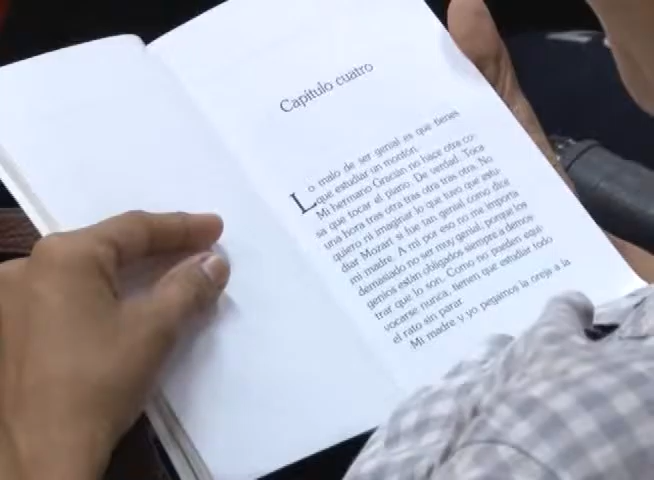 Capítulo cuatro
Lo malo de ser genial es que tienes
que estudiar un montón.
Mi hermano Gracián no hace otra co-
sa que tocar el piano. De verdad. Toca
una hora tras otra tras otra tras otra. No
quiero ni imaginar lo que tuvo que estu-
diar Mozart si fue tan genial como dice
mi madre. A mí por eso no me importa
demasiado no ser muy genial; porque los
genios están obligados siempre a demos-
trar que lo son. Como no pueden equi-
vocarse nunca, tienen que estudiar todo
el rato sin parar.
Mi madre y yo pegamos la oreja a la